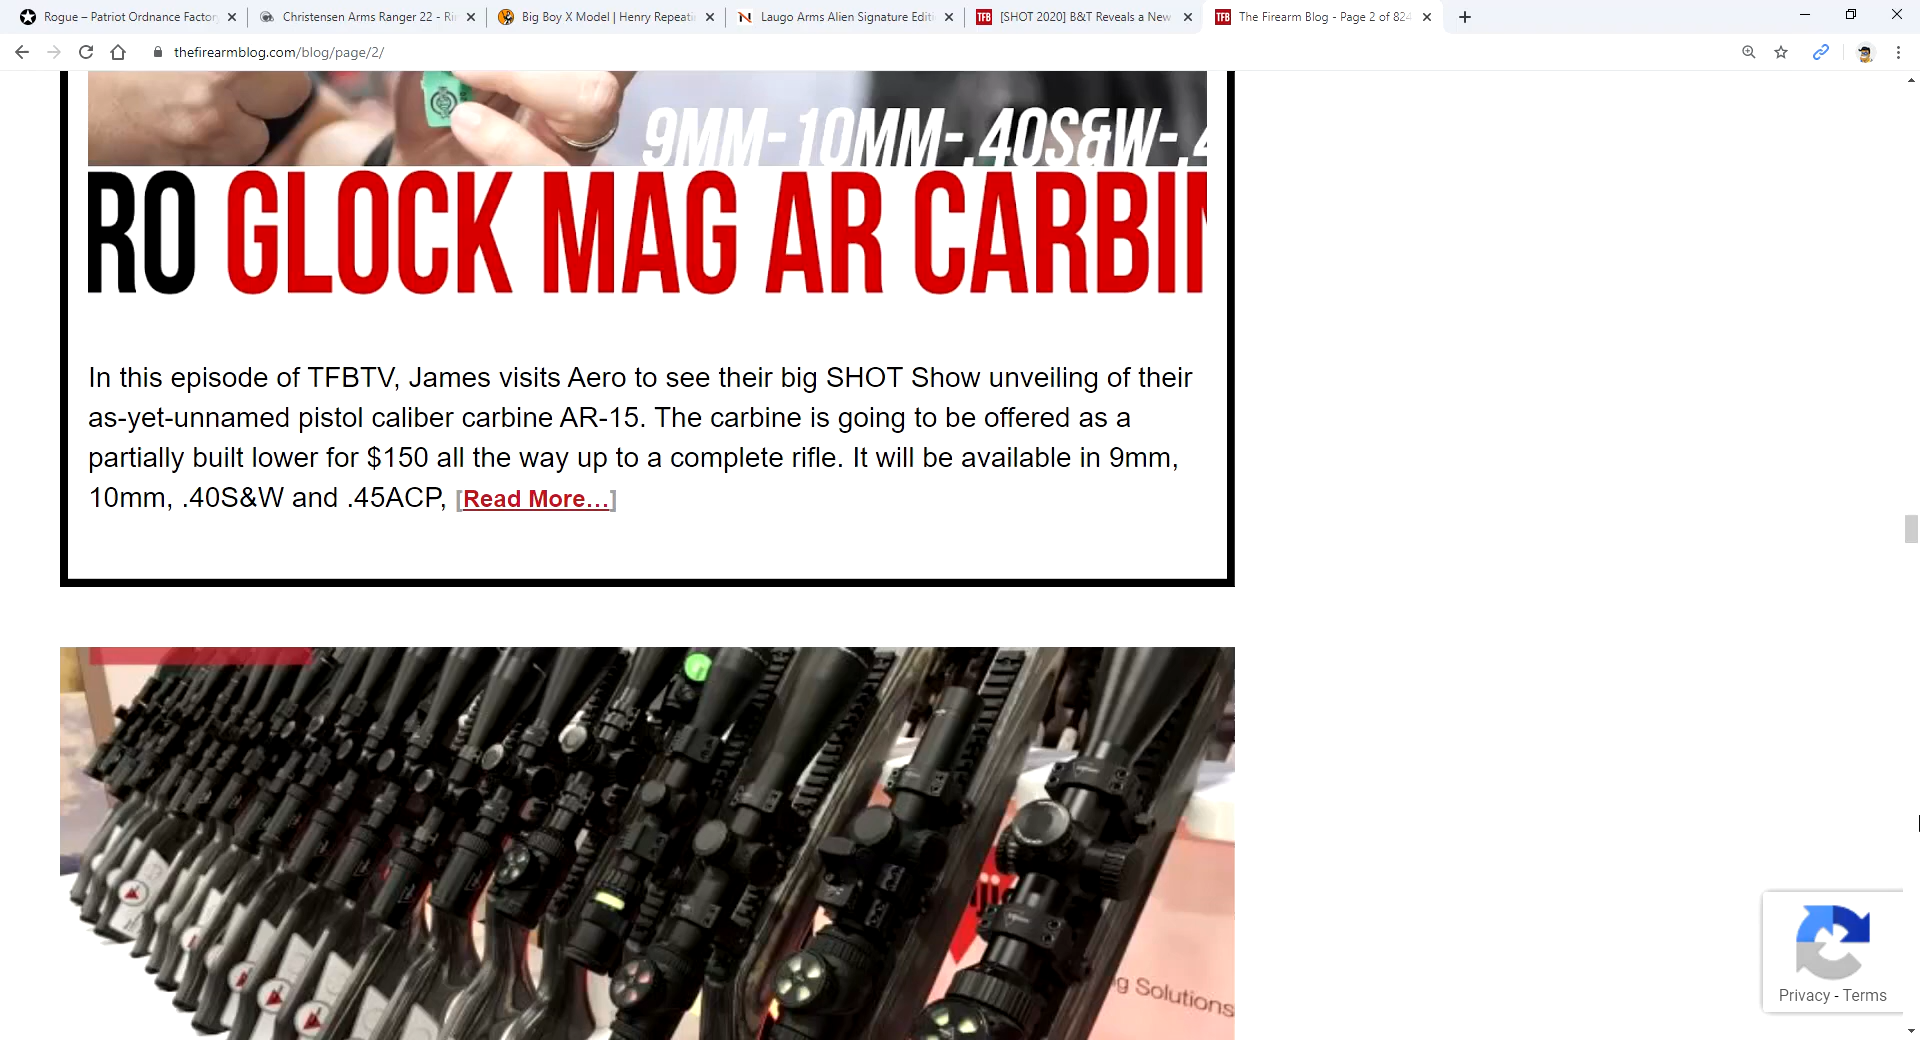 Rogue – Patriot Ordnance Factor
Christensen Arms Ranger 22 - Ri
Big Boy X Model | Henry Repeati
Laugo Arms Alien Signature Editi
TFB [SHOT 2020] B&T Reveals a New
TFB The Firearm Blog - Page 2 of 824
thefirearmblog.com/blog/page/2/
9MM-10MM-.40S&W-.4
RO GLOCK MAG AR CARBIN
In this episode of TFBTV, James visits Aero to see their big SHOT Show unveiling of their
as-yet-unnamed pistol caliber carbine AR-15. The carbine is going to be offered as a
partially built lower for $150 all the way up to a complete rifle. It will be available in 9mm,
10mm, .40S&W and .45ACP, [Read More…]
g Solutions
Privacy - Terms